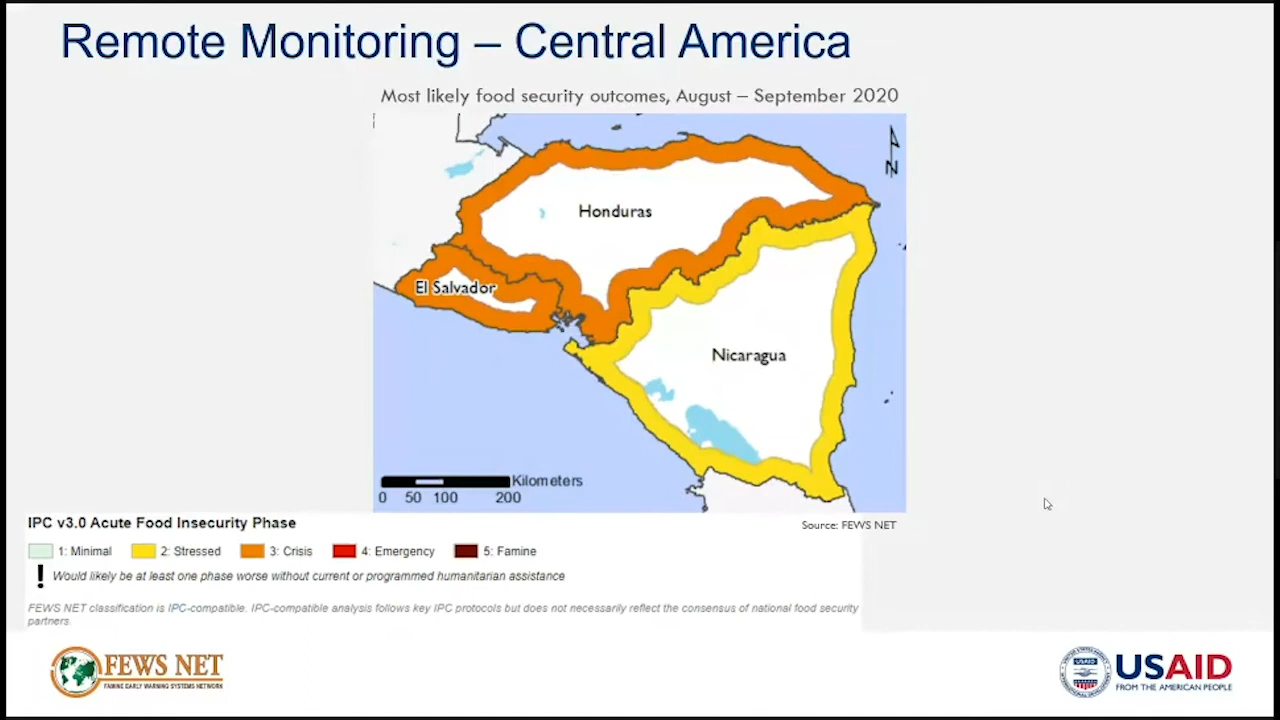 Remote Monitoring – Central America
Most likely food security outcomes, August – September 2020
N
Honduras
El Salvador
Nicaragua
Kilometers
0 50 100 200
Source: FEWS NET
IPC v3.0 Acute Food Insecurity Phase
1: Minimal 2: Stressed 3: Crisis 4: Emergency 5: Famine
! Would likely be at least one phase worse without current or programmed humanitarian assistance
FEWS NET classification is IPC-compatible. IPC-compatible analysis follows key IPC protocols but does not necessarily reflect the consensus of national food security
partners.
FEWS NET
FAMINE EARLY WARNING SYSTEMS NETWORK
USAID
USAID
FROM THE AMERICAN PEOPLE